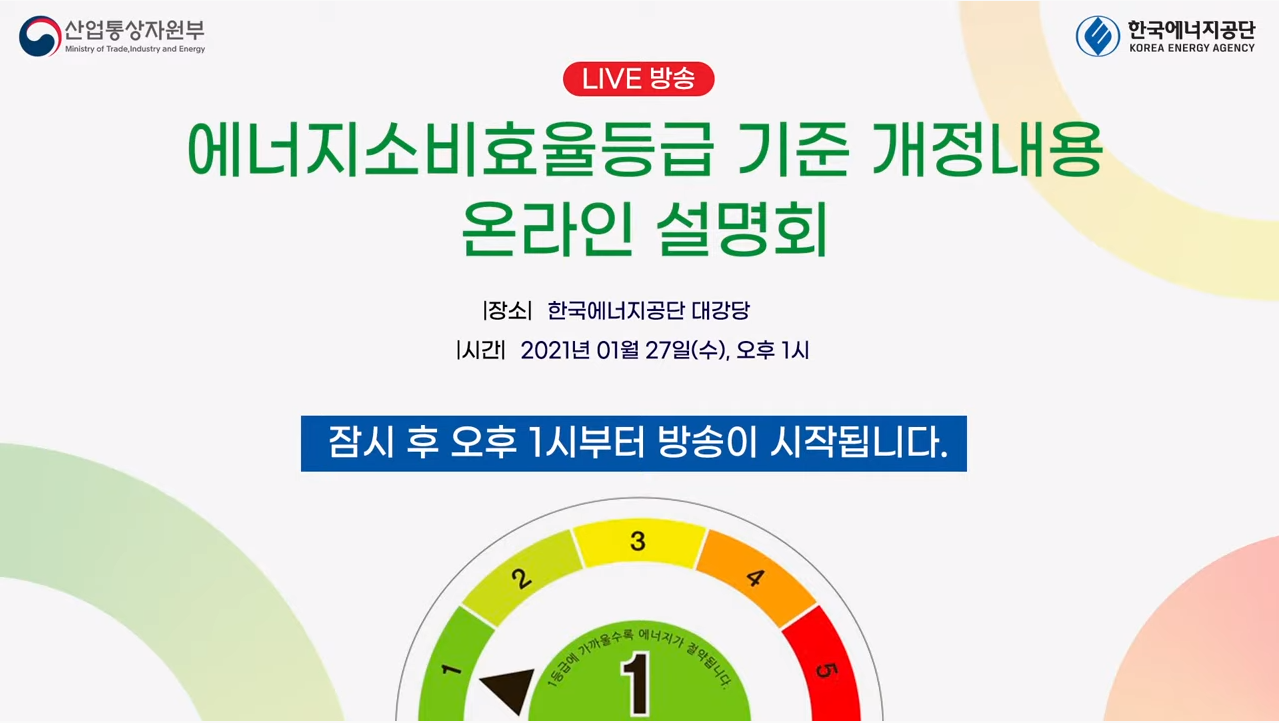 산업통상자원부
Ministry of Trade,Industry and Energy
한국에너지공단
KOREA ENERGY AGENCY
LIVE 방송
에너지소비효율등급 기준 개정내용
온라인 설명회
|장소| 한국에너지공단 대강당
|시간| 2021년 01월 27일(수), 오후 1시
잠시 후 오후 1시부터 방송이 시작됩니다.
1 2 3 4 5
1등급에 가까울수록 에너지가 절약됩니다.
1